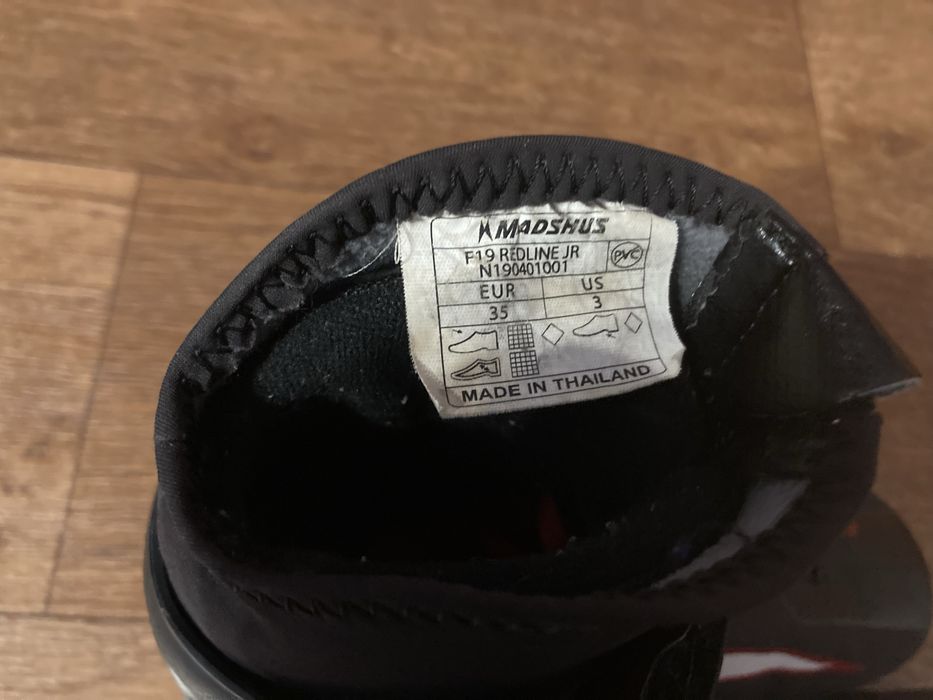 MADSHUS
F19 REDLINE JR
N190401001
PVC
EUR US
35 3
MADE IN THAILAND